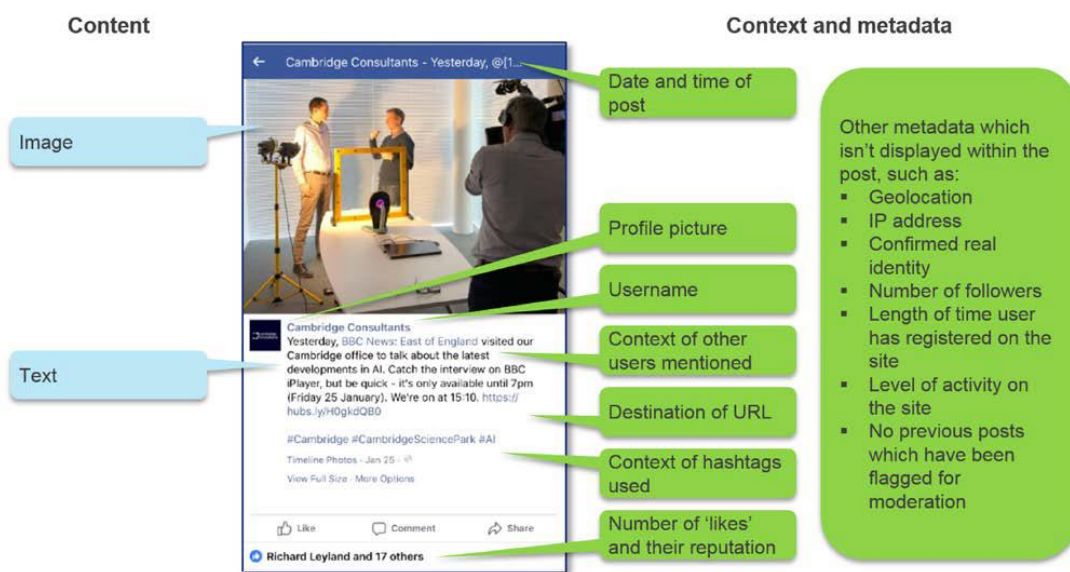 Content
Context and metadata
Image
Text
← Cambridge Consultants - Yesterday, @[1...
Cambridge Consultants
Yesterday, BBC News: East of England visited our
Cambridge office to talk about the latest
developments in AI. Catch the interview on BBC
iPlayer, but be quick - it's only available until 7pm
(Friday 25 January). We're on at 15:10. https://
hubs.ly/H0gkdQB0
#Cambridge #CambridgeSciencePark #AI
Timeline Photos · Jan 25 ·
View Full Size · More Options
Like
Comment
Share
Richard Leyland and 17 others
Date and time of
post
Profile picture
Username
Context of other
users mentioned
Destination of URL
Context of hashtags
used
Number of ‘likes’
and their reputation
Other metadata which
isn’t displayed within the
post, such as:
▪ Geolocation
▪ IP address
▪ Confirmed real
identity
▪ Number of followers
▪ Length of time user
has registered on the
site
▪ Level of activity on
the site
▪ No previous posts
which have been
flagged for
moderation